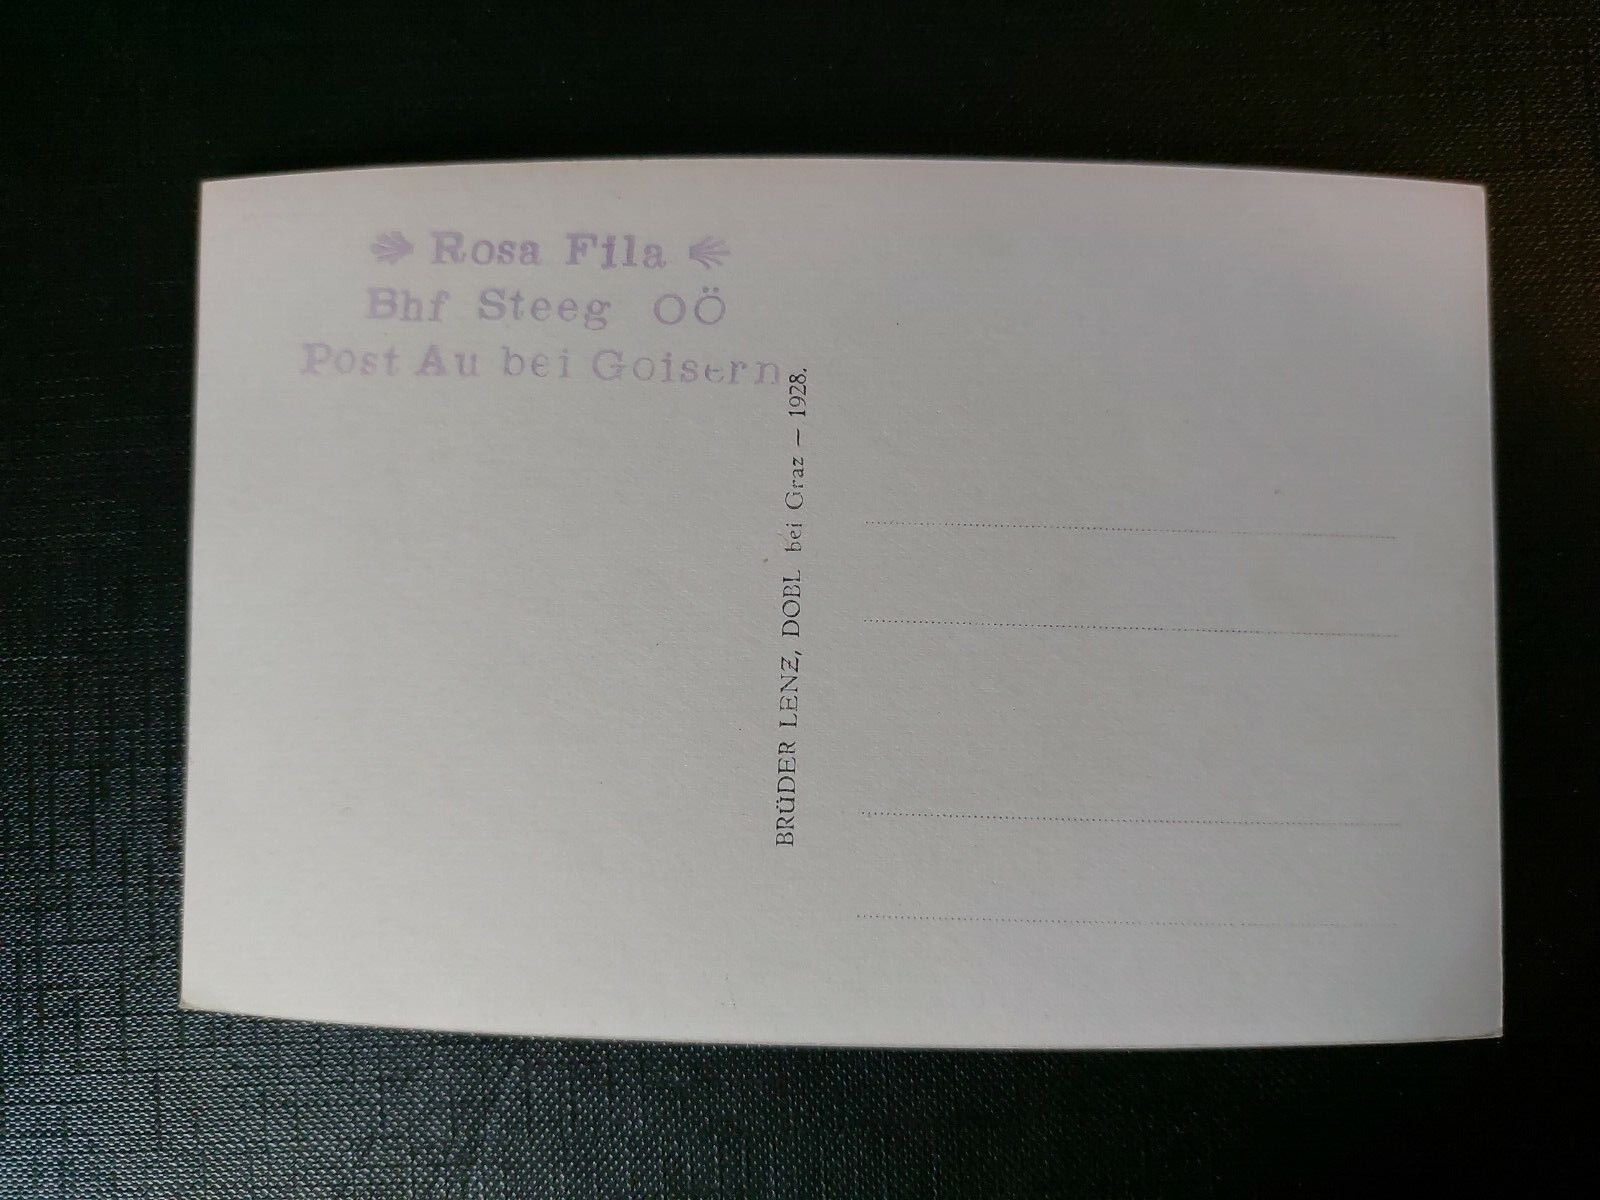 Rosa Fila
Bhf Steeg OÖ
Post Au bei Goisern
BRÜDER LENZ, DOBL bei Graz – 1928.